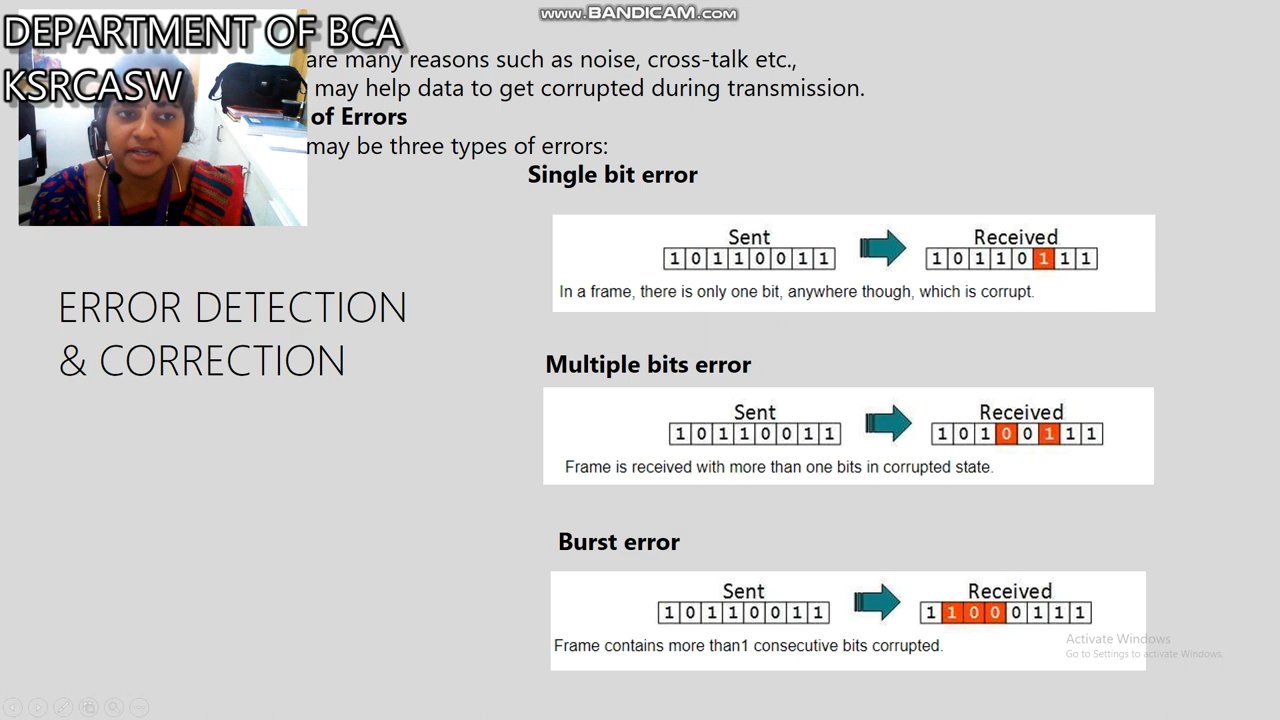 www.BANDICAM.com
DEPARTMENT OF BCA
KSRCASW
are many reasons such as noise, cross-talk etc.,
may help data to get corrupted during transmission.
of Errors
may be three types of errors:
Single bit error
Sent
Received
1 0 1 1 0 0 1 1
1 0 1 1 0 1 1 1
In a frame, there is only one bit, anywhere though, which is corrupt.
ERROR DETECTION
& CORRECTION
Multiple bits error
Sent
Received
1 0 1 1 0 0 1 1
1 0 1 0 0 1 1 1
Frame is received with more than one bits in corrupted state.
Burst error
Sent
Received
1 0 1 1 0 0 1 1
1 1 0 0 0 1 1 1
Frame contains more than1 consecutive bits corrupted.
Activate Windows
Go to Settings to activate Windows.